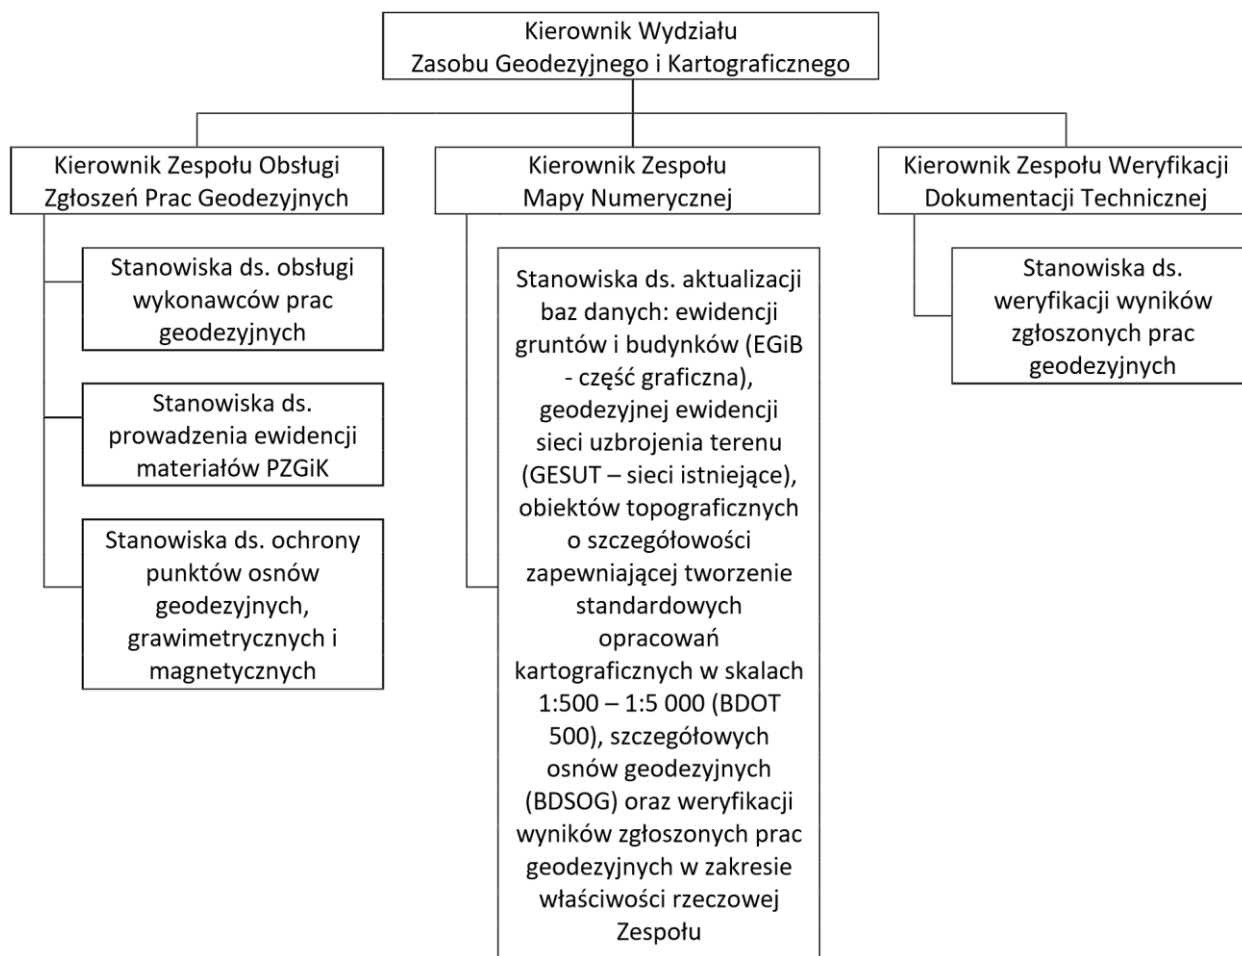 Kierownik Wydziału
Zasobu Geodezyjnego i Kartograficznego
Kierownik Zespołu Obsługi
Zgłoszeń Prac Geodezyjnych
Stanowiska ds. obsługi
wykonawców prac
geodezyjnych
Stanowiska ds.
prowadzenia ewidencji
materiałów PZGiK
Stanowiska ds. ochrony
punktów osnów
geodezyjnych,
grawimetrycznych i
magnetycznych
Kierownik Zespołu
Mapy Numerycznej
Stanowiska ds. aktualizacji
baz danych: ewidencji
gruntów i budynków (EGiB
- część graficzna),
geodezyjnej ewidencji
sieci uzbrojenia terenu
(GESUT – sieci istniejące),
obiektów topograficznych
o szczegółowości
zapewniającej tworzenie
standardowych
opracowań
kartograficznych w skalach
1:500 – 1:5 000 (BDOT
500), szczegółowych
osnów geodezyjnych
(BDSOG) oraz weryfikacji
wyników zgłoszonych prac
geodezyjnych w zakresie
właściwości rzeczowej
Zespołu
Kierownik Zespołu Weryfikacji
Dokumentacji Technicznej
Stanowiska ds.
weryfikacji wyników
zgłoszonych prac
geodezyjnych